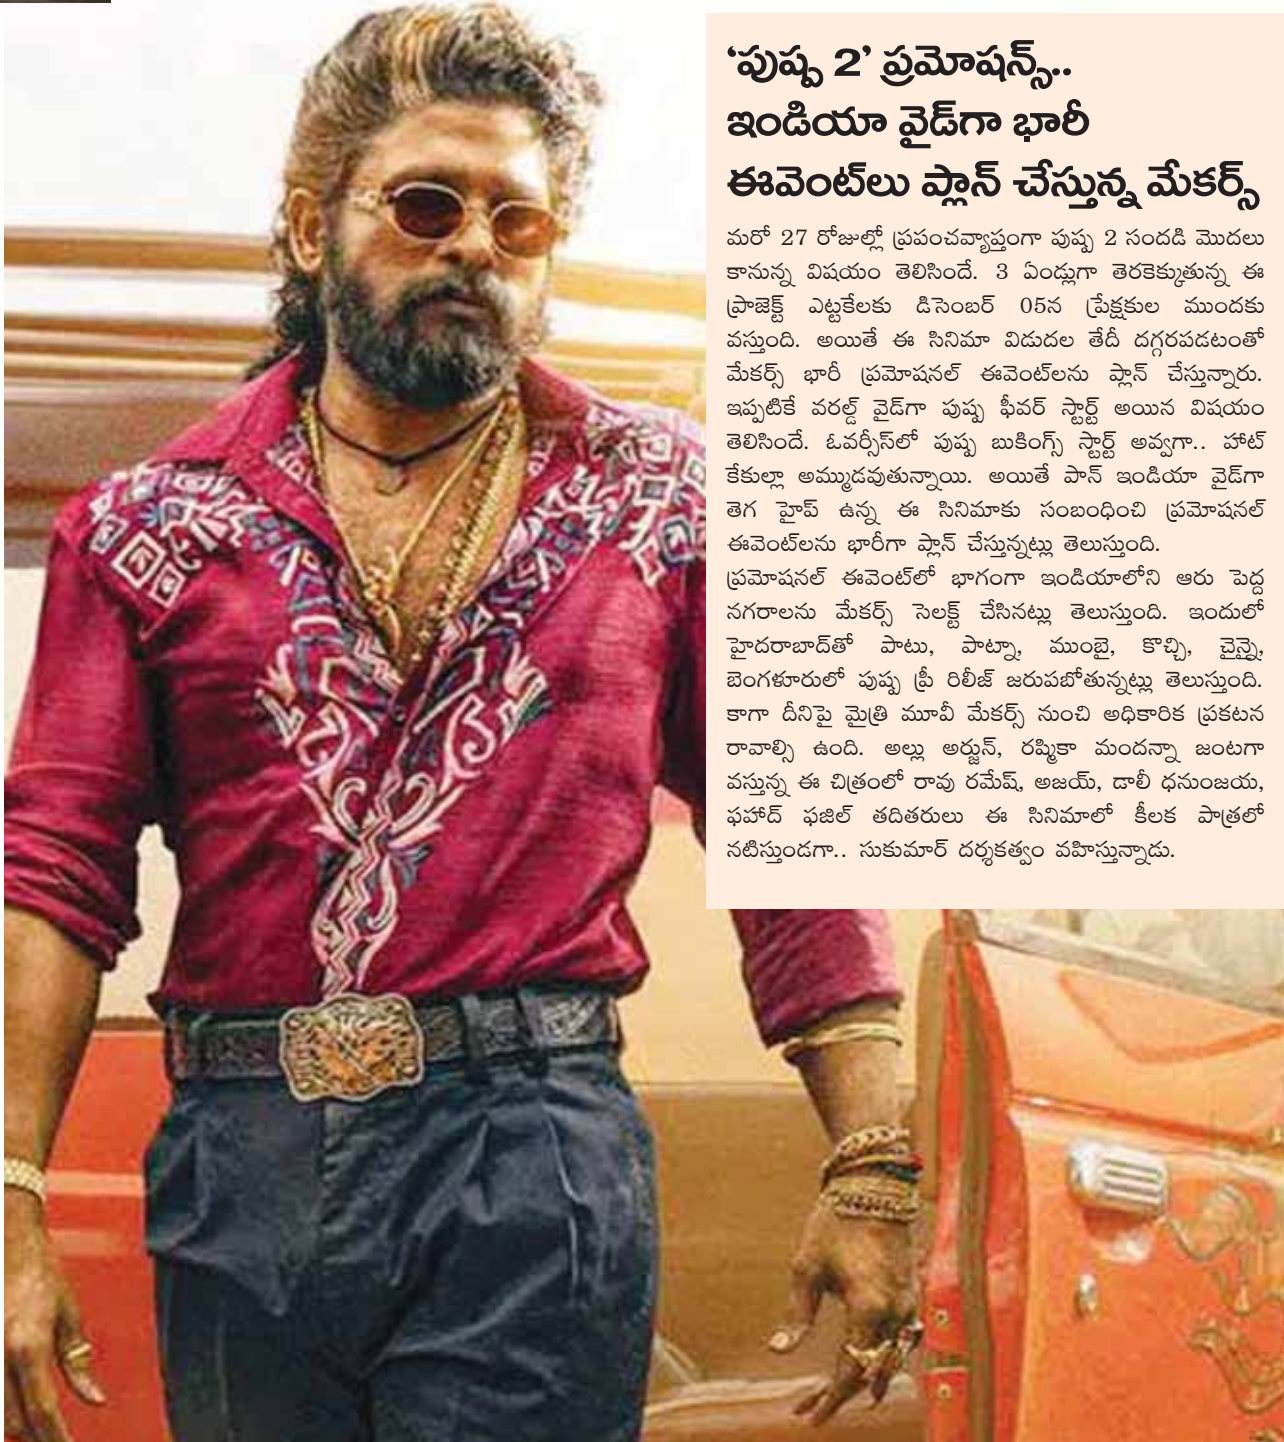 ‘పుష్ప 2’ ప్రమోషన్స్..
ఇండియా వైడ్‌గా భారీ
ఈవెంట్‌లు ప్లాన్ చేస్తున్న మేకర్స్
మరో 27 రోజుల్లో ప్రపంచవ్యాప్తంగా పుష్ప 2 సందడి మొదలు
కానున్న విషయం తెలిసిందే. 3 ఏండ్లుగా తెరకెక్కుతున్న ఈ
ప్రాజెక్ట్ ఎట్టకేలకు డిసెంబర్ 05న ప్రేక్షకుల ముందకు
వస్తుంది. అయితే ఈ సినిమా విడుదల తేదీ దగ్గరపడటంతో
మేకర్స్ భారీ ప్రమోషనల్ ఈవెంట్‌లను ప్లాన్ చేస్తున్నారు.
ఇప్పటికే వరల్డ్ వైడ్‌గా పుష్ప ఫీవర్ స్టార్ట్ అయిన విషయం
తెలిసిందే. ఓవర్సీస్‌లో పుష్ప బుకింగ్స్ స్టార్ట్ అవ్వగా.. హాట్
కేకుల్లా అమ్ముడవుతున్నాయి. అయితే పాన్ ఇండియా వైడ్‌గా
తెగ హైప్ ఉన్న ఈ సినిమాకు సంబంధించి ప్రమోషనల్
ఈవెంట్‌లను భారీగా ప్లాన్ చేస్తున్నట్లు తెలుస్తుంది.
ప్రమోషనల్ ఈవెంట్‌లో భాగంగా ఇండియాలోని ఆరు పెద్ద
నగరాలను మేకర్స్ సెలక్ట్ చేసినట్లు తెలుస్తుంది. ఇందులో
హైదరాబాద్‌తో పాటు, పాట్నా, ముంబై, కొచ్చి, చైన్నై,
బెంగళూరులో పుష్ప ప్రీ రిలీజ్ జరుపబోతున్నట్లు తెలుస్తుంది.
కాగా దీనిపై మైత్రి మూవీ మేకర్స్ నుంచి అధికారిక ప్రకటన
రావాల్సి ఉంది. అల్లు అర్జున్, రష్మికా మందన్నా జంటగా
వస్తున్న ఈ చిత్రంలో రావు రమేష్, అజయ్, డాలీ ధనుంజయ,
ఫహాద్ ఫజిల్ తదితరులు ఈ సినిమాలో కీలక పాత్రలో
నటిస్తుండగా.. సుకుమార్ దర్శకత్వం వహిస్తున్నాడు.